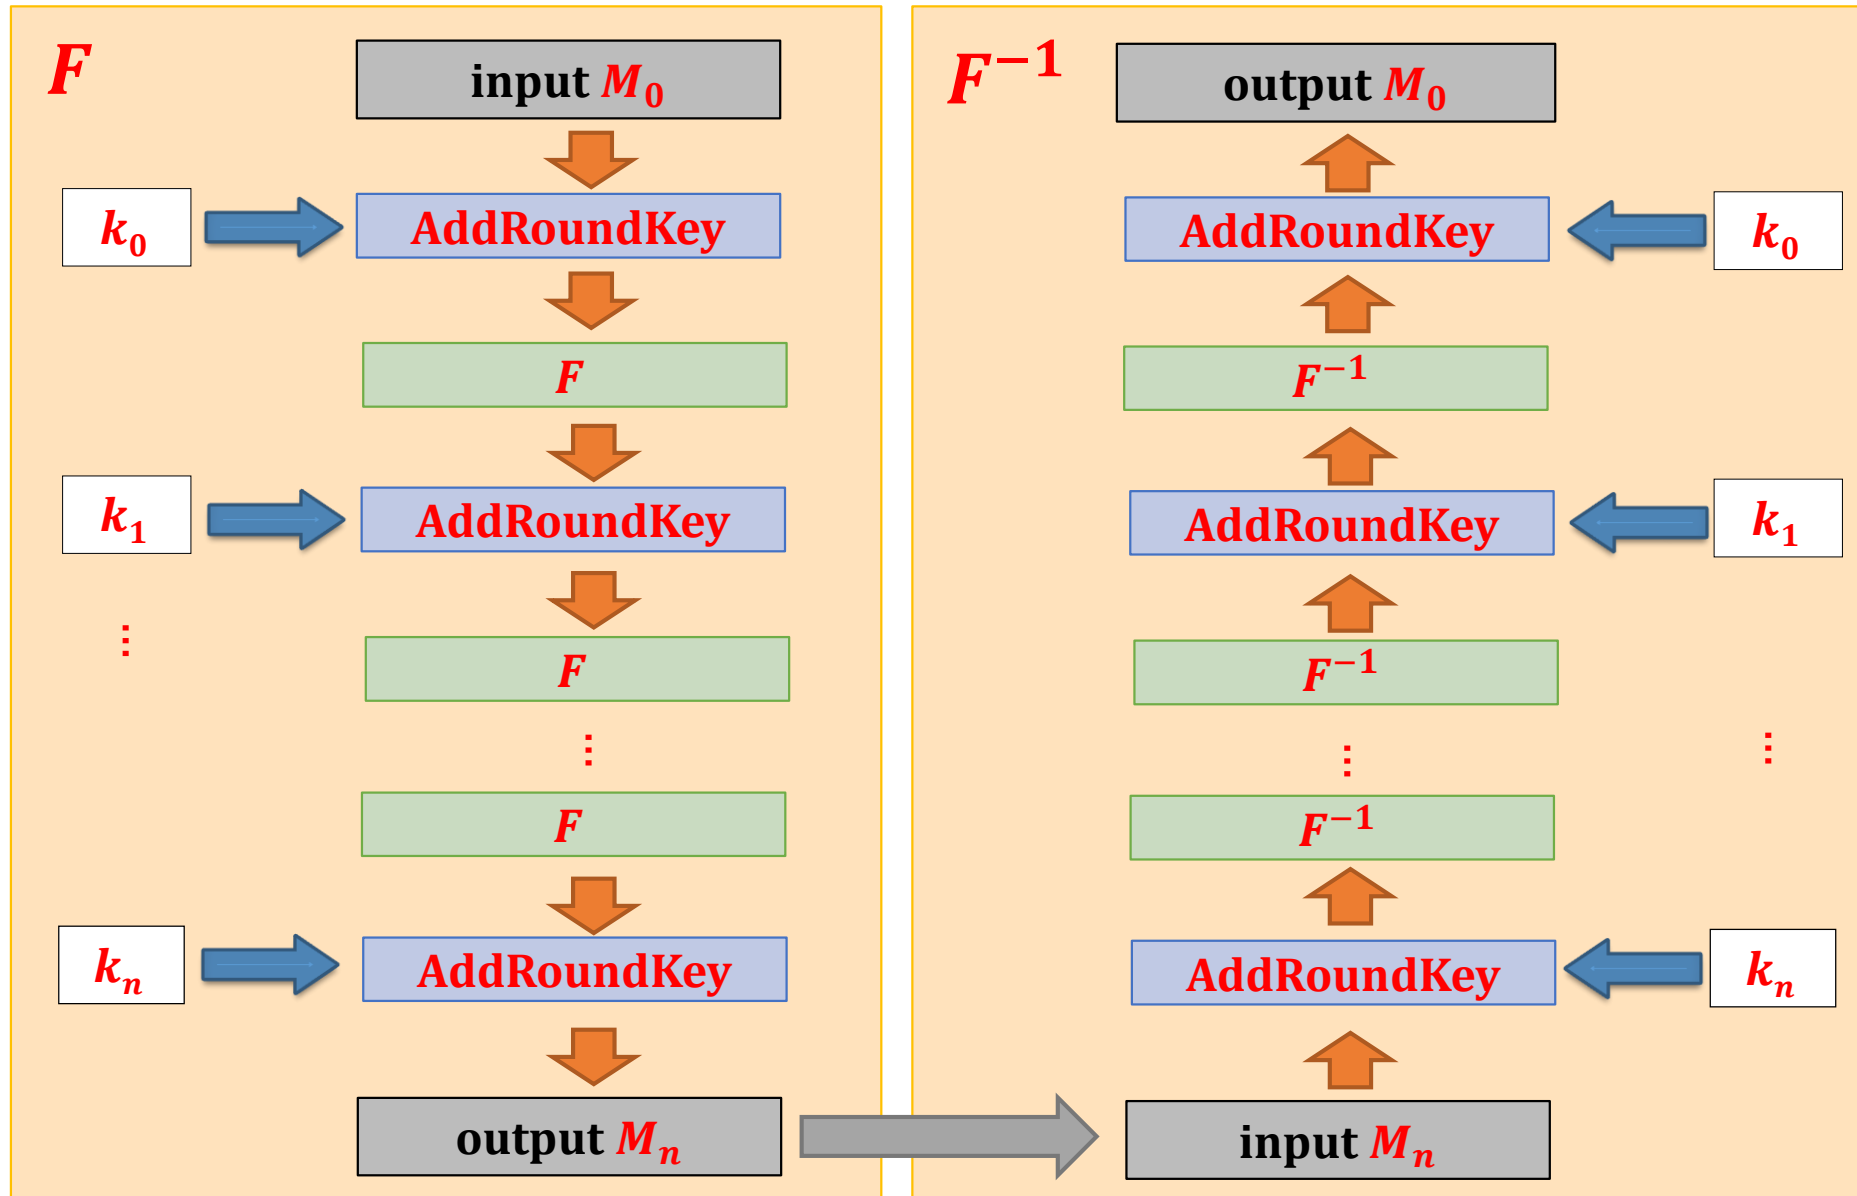 F
input M₀
k₀
AddRoundKey
F
k₁
AddRoundKey
⋮
F
⋮
F
kₙ
AddRoundKey
output Mₙ
F⁻¹
output M₀
AddRoundKey
k₀
F⁻¹
AddRoundKey
k₁
F⁻¹
⋮
⋮
F⁻¹
AddRoundKey
kₙ
input Mₙ